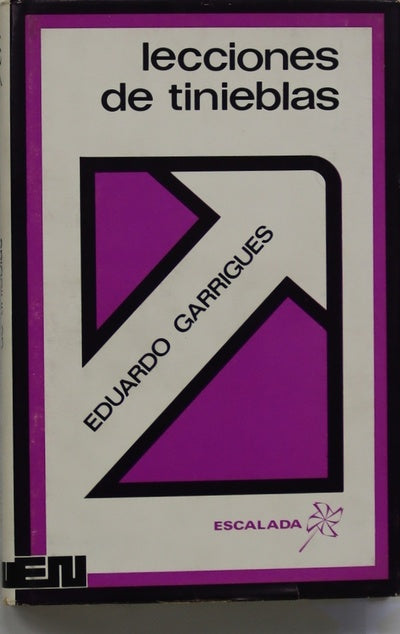 lecciones
de tinieblas
EDUARDO GARRIGUES
ESCALADA
EN